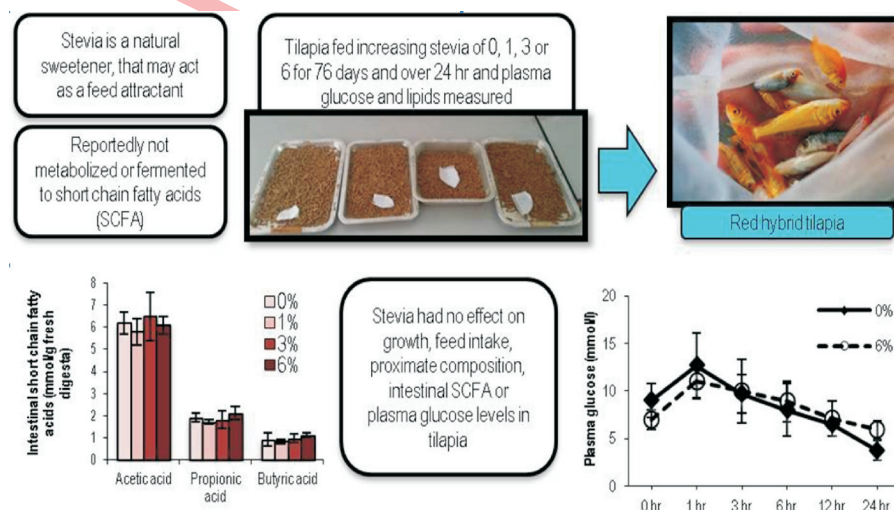 Stevia is a natural
sweetener, that may act
as a feed attractant
Reportedly not
metabolized or fermented
to short chain fatty acids
(SCFA)
Tilapia fed increasing stevia of 0, 1, 3 or
6 for 76 days and over 24 hr and plasma
glucose and lipids measured
Red hybrid tilapia
Intestinal short chain fatty
acids (mmol/g fresh
digesta)
8
7
6
5
4
3
2
1
0
0%
1%
3%
6%
Acetic acid
Propionic
acid
Butyric acid
Stevia had no effect on
growth, feed intake,
proximate composition,
intestinal SCFA or
plasma glucose levels in
tilapia
Plasma glucose (mmol/l)
20
15
10
5
0
0%
6%
0 hr
1 hr
3 hr
6 hr
12 hr
24 hr